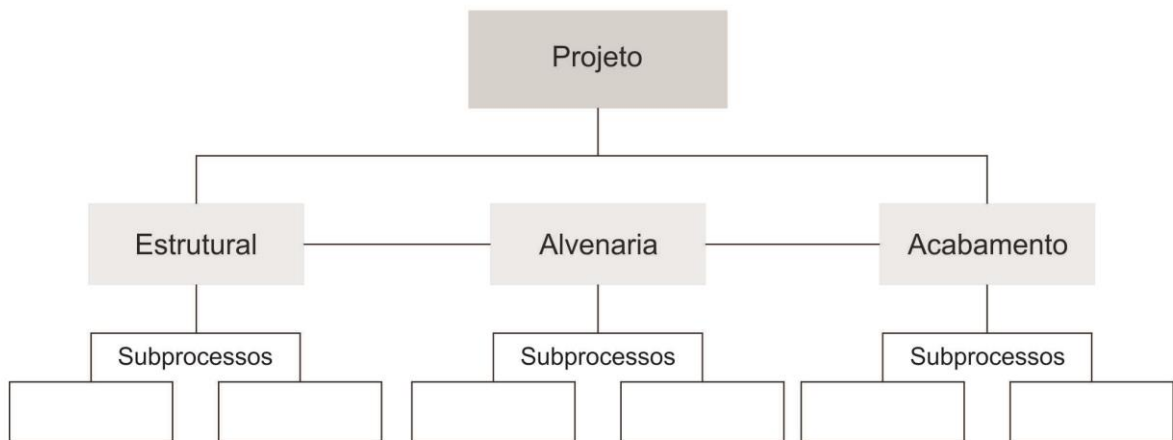 Projeto
Estrutural
Alvenaria
Acabamento
Subprocessos
Subprocessos
Subprocessos